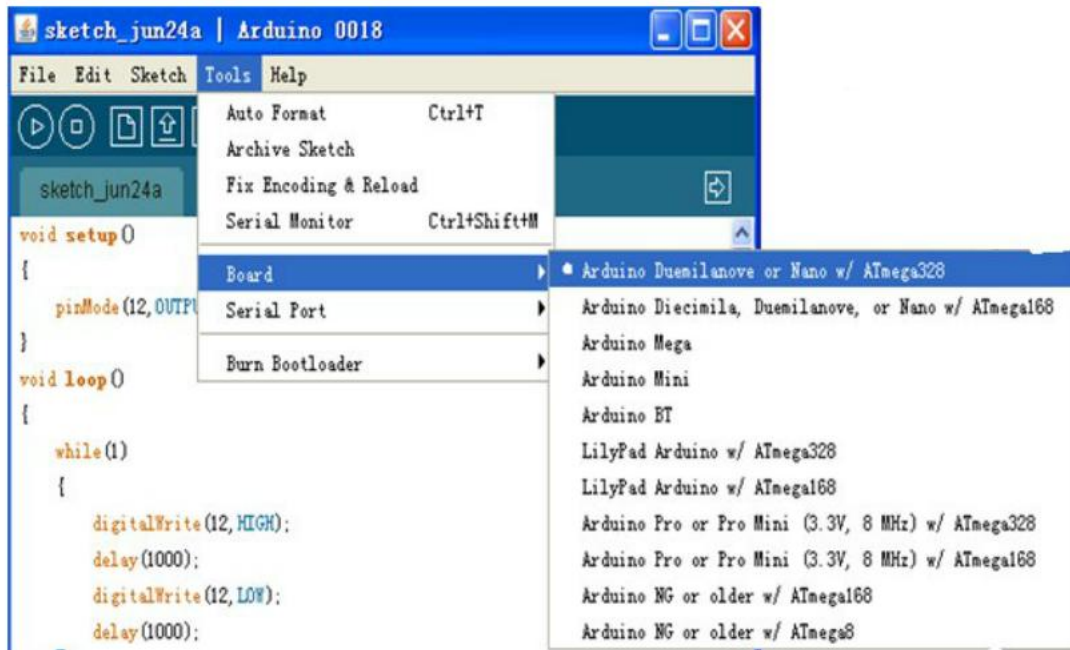 sketch_jun24a | Arduino 0018
File Edit Sketch Tools Help
sketch_jun24a
Auto Format Ctrl+T
Archive Sketch
Fix Encoding & Reload
Serial Monitor Ctrl+Shift+M
Board
Serial Port
Burn Bootloader
Arduino Duemilanove or Nano w/ ATmega328
Arduino Diecimila, Duemilanove, or Nano w/ ATmega168
Arduino Mega
Arduino Mini
Arduino BT
LilyPad Arduino w/ ATmega328
LilyPad Arduino w/ ATmega168
Arduino Pro or Pro Mini (3.3V, 8 MHz) w/ ATmega328
Arduino Pro or Pro Mini (3.3V, 8 MHz) w/ ATmega168
Arduino NG or older w/ ATmega168
Arduino NG or older w/ ATmega8
void setup()
{
pinMode(12,OUTPU
}
void loop()
{
while(1)
{
digitalWrite(12,HIGH);
delay(1000);
digitalWrite(12,LOW);
delay(1000);